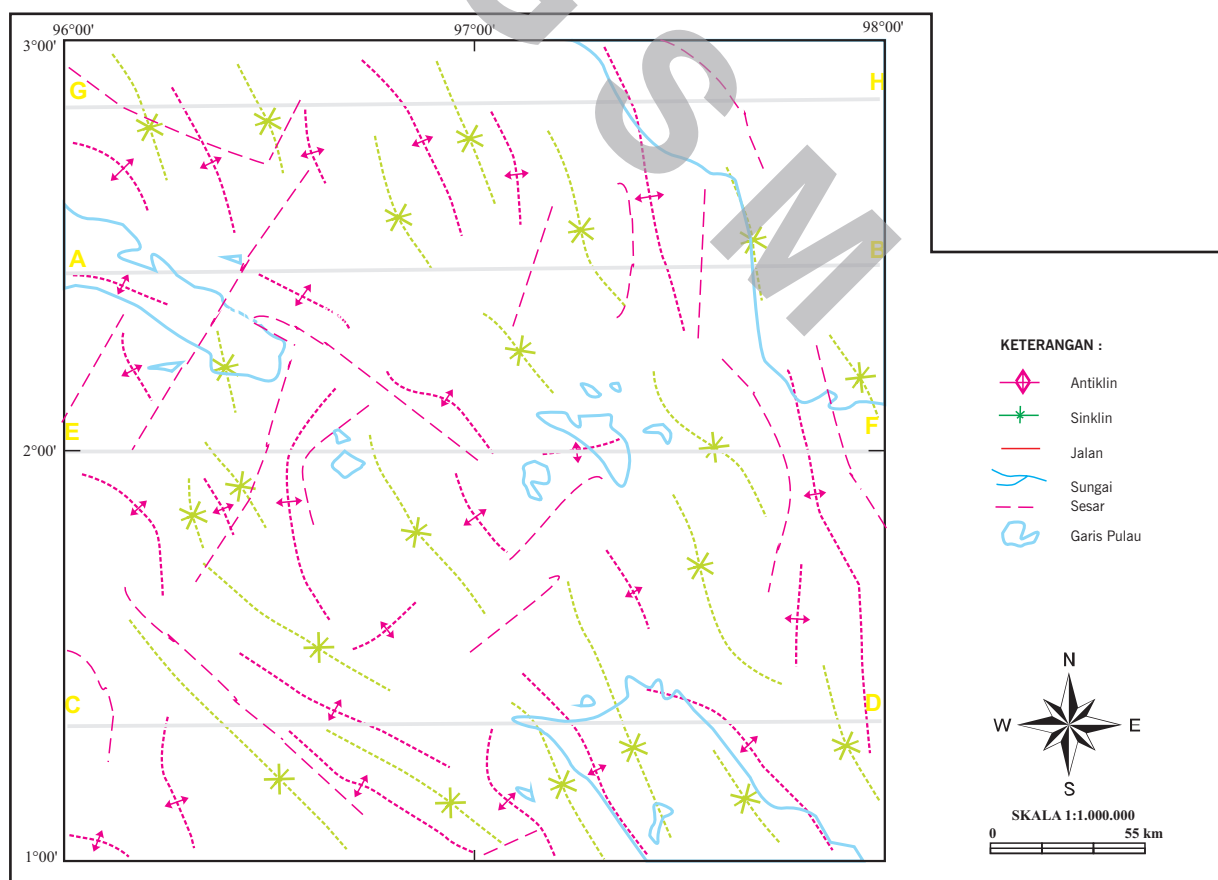 96°00'
97°00'
98°00'
3°00'
G
S
M
G
H
A
B
E
F
2°00'
C
D
1°00'
KETERANGAN :
Antiklin
Sinklin
Jalan
Sungai
Sesar
Garis Pulau
N
W
E
S
SKALA 1:1.000.000
0
55 km